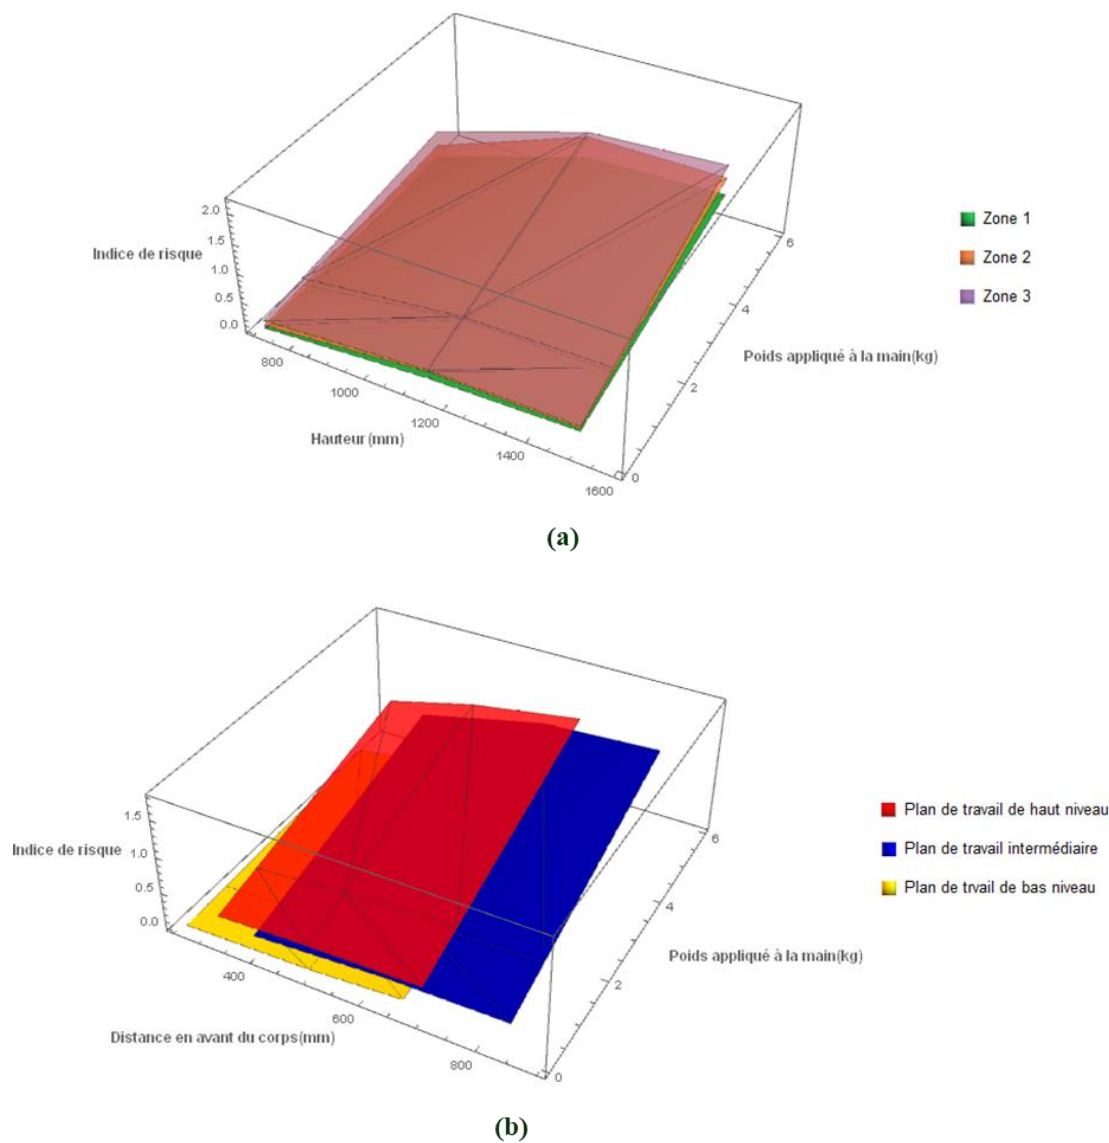 2.0
Indice de risque
1.5
1.0
0.5
0.0
800
1000
1200
1400
1600
Hauteur (mm)
0
2
4
6
Poids appliqué à la main(kg)
Zone 1
Zone 2
Zone 3
(a)
1.5
Indice de risque
1.0
0.5
0.0
400
600
800
Distance en avant du corps(mm)
0
2
4
6
Poids appliqué à la main(kg)
Plan de travail de haut niveau
Plan de travail intermédiaire
Plan de trvail de bas niveau
(b)